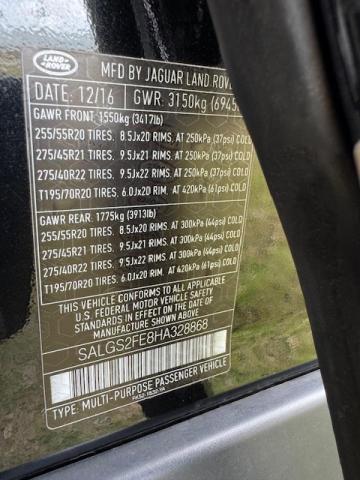 LAND
ROVER
MFD BY JAGUAR LAND ROVE
DATE: 12/16 GWR: 3150kg (6945
GAWR FRONT: 1550kg (3417lb)
255/55R20 TIRES. 8.5Jx20 RIMS AT 250kPa (37psi) COLD
275/45R21 TIRES. 9.5Jx21 RIMS AT 250kPa (37psi) COLD
275/40R22 TIRES. 9.5Jx22 RIMS AT 250kPa (37psi) COLD
T195/70R20 TIRES. 6.0Jx20 RIM. AT 420kPa (61psi) COLD
GAWR REAR: 1775kg (3913lb)
255/55R20 TIRES. 8.5Jx20 RIMS AT 300kPa (44psi) COLD
275/45R21 TIRES. 9.5Jx21 RIMS AT 300kPa (44psi) COLD
275/40R22 TIRES. 9.5Jx22 RIMS AT 300kPa (44psi) COLD
T195/70R20 TIRES. 6.0Jx20 RIM. AT 420kPa (61psi) COLD
THIS VEHICLE CONFORMS TO ALL APPLICABLE
U.S. FEDERAL MOTOR VEHICLE SAFETY AND
THEFT PREVENTION STANDARDS IN EFFECT
ON THE DATE OF MANUFACTURE SHOWN ABOVE.
SALGS2FE8HA328868
TYPE: MULTI-PURPOSE PASSENGER VEHICLE